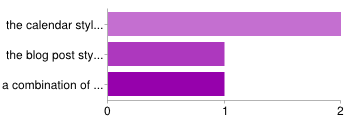 the calendar styl...
the blog post sty...
a combination of ...
0 1 2